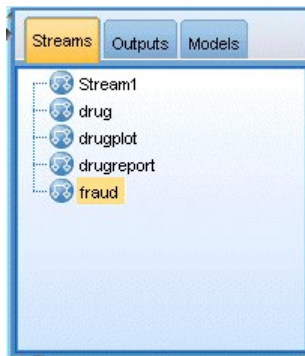 Streams Outputs Models
Stream1
drug
drugplot
drugreport
fraud